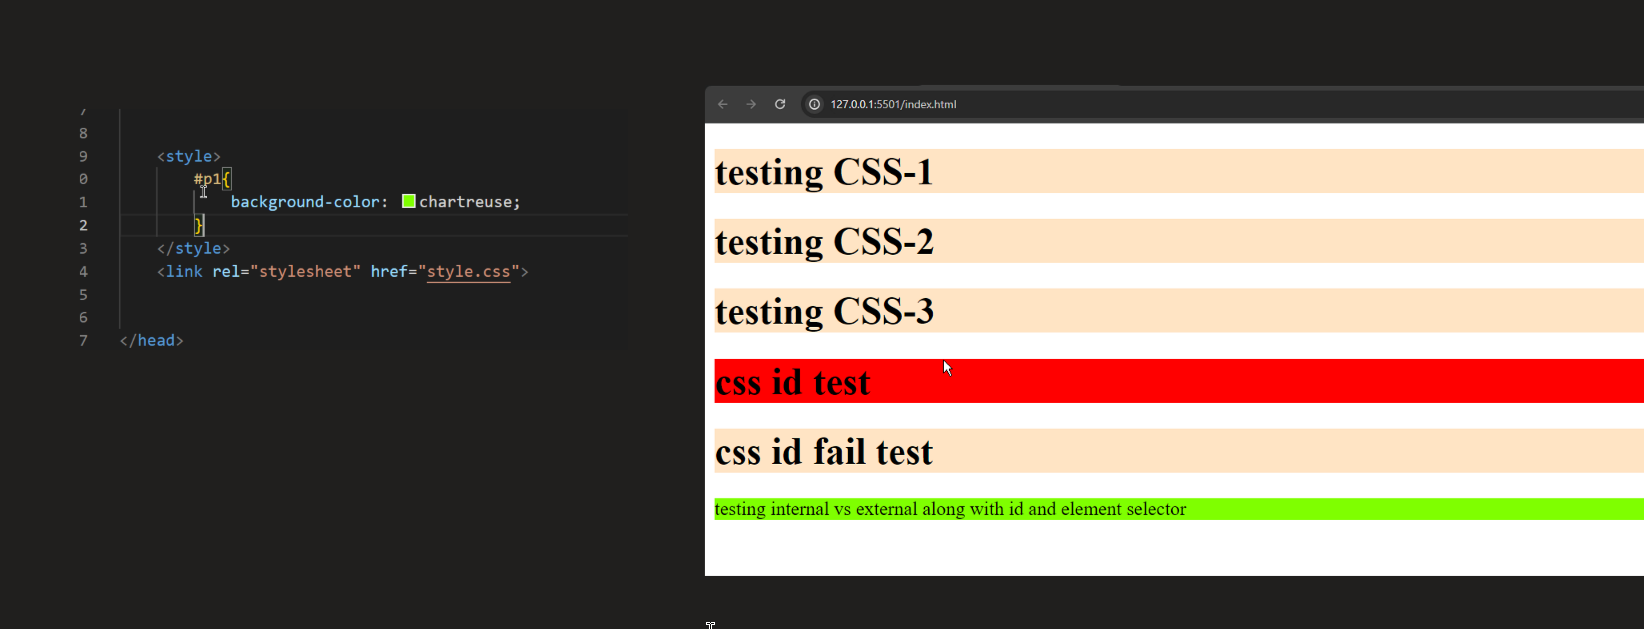 7
8
9 <style>
0 #p1{
1 background-color: chartreuse;
2 }
3 </style>
4 <link rel="stylesheet" href="style.css">
5
6
7 </head>
127.0.0.1:5501/index.html
testing CSS-1
testing CSS-2
testing CSS-3
css id test
css id fail test
testing internal vs external along with id and element selector